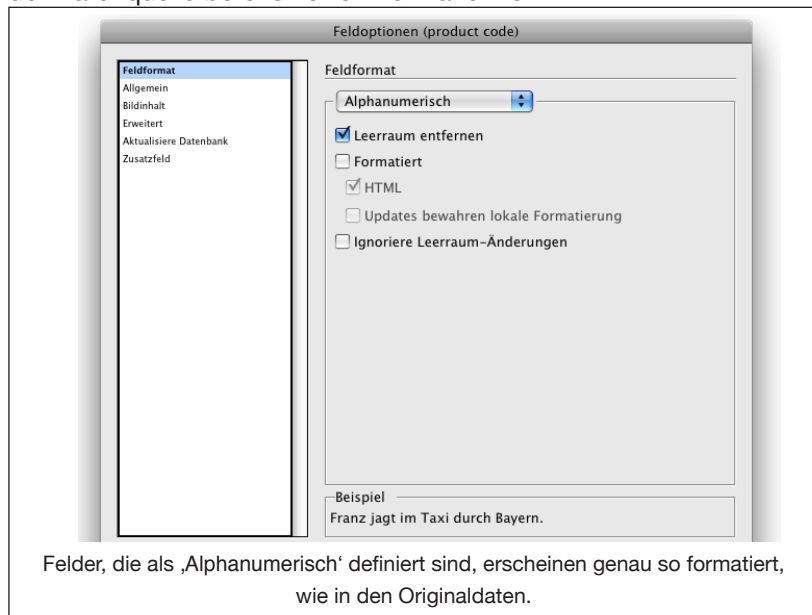 Feldoptionen (product code)
Feldformat
Allgemein
Bildinhalt
Erweitert
Aktualisiere Datenbank
Zusatzfeld
Feldformat
Alphanumerisch
Leerraum entfernen
Formatiert
HTML
Updates bewahren lokale Formatierung
Ignoriere Leerraum-Änderungen
Beispiel
Franz jagt im Taxi durch Bayern.
Felder, die als ‚Alphanumerisch‘ definiert sind, erscheinen genau so formatiert,
wie in den Originaldaten.